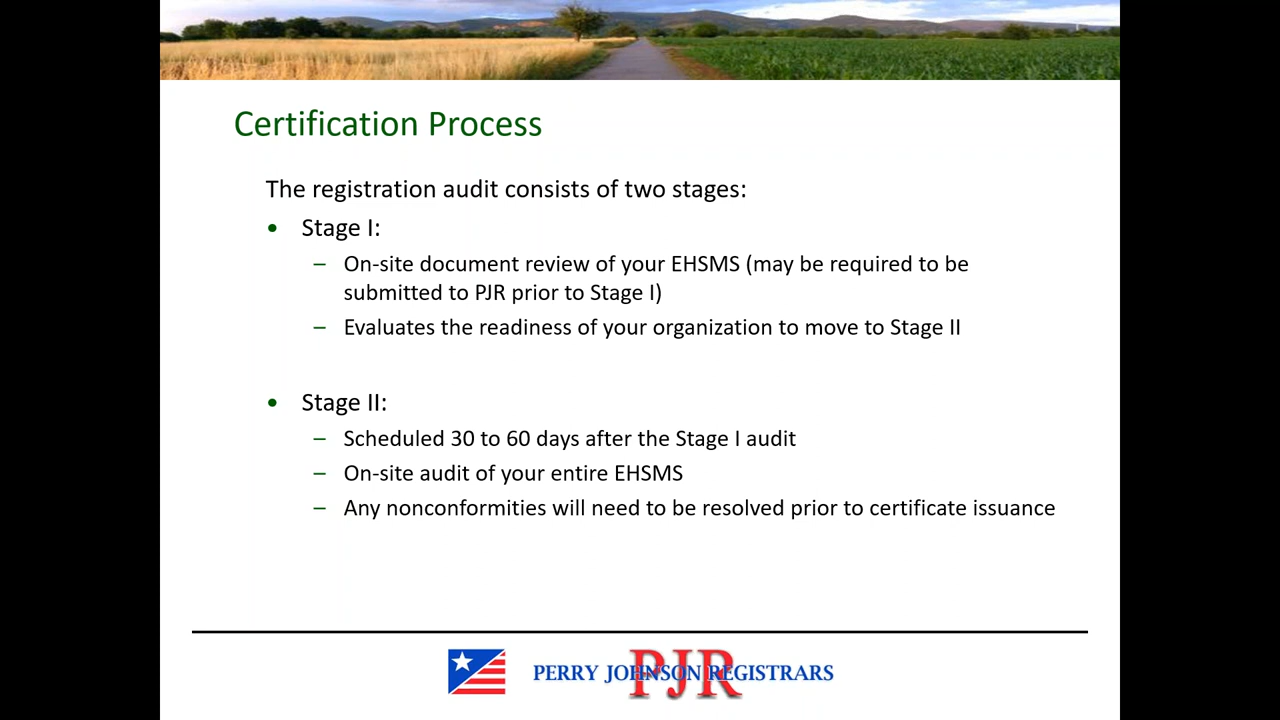 Certification Process
The registration audit consists of two stages:
• Stage I:
– On-site document review of your EHSMS (may be required to be
submitted to PJR prior to Stage I)
– Evaluates the readiness of your organization to move to Stage II
• Stage II:
– Scheduled 30 to 60 days after the Stage I audit
– On-site audit of your entire EHSMS
– Any nonconformities will need to be resolved prior to certificate issuance
PJR
PERRY JOHNSON REGISTRARS